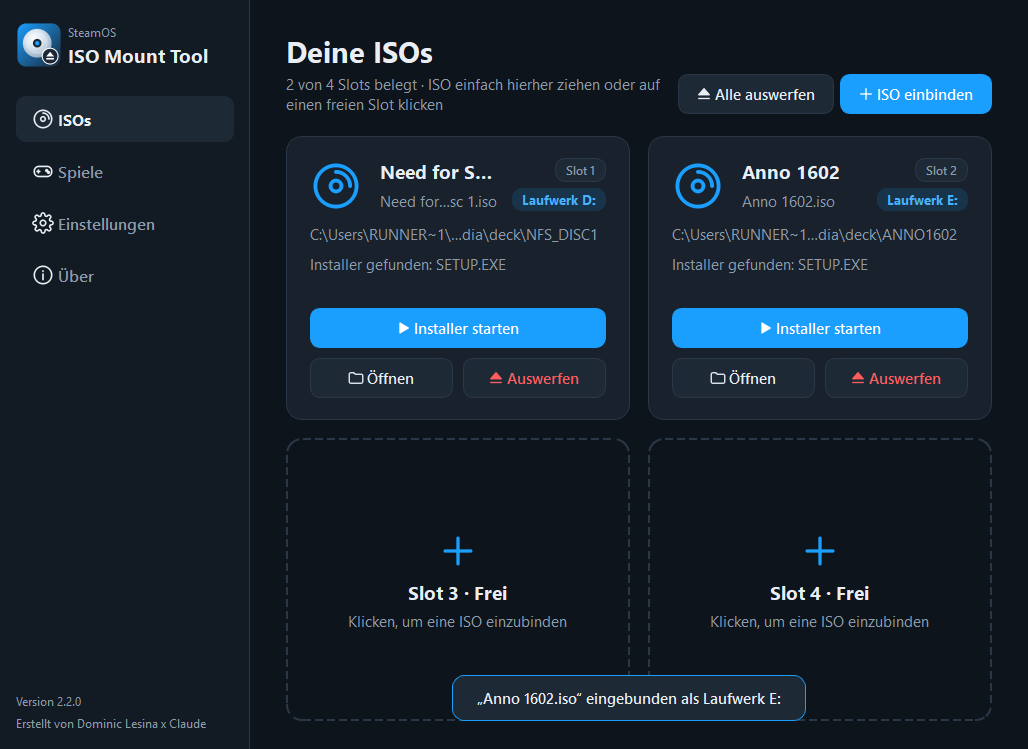 SteamOS
ISO Mount Tool
ISOs
Spiele
Einstellungen
Über
Version 2.2.0
Erstellt von Dominic Lesina x Claude
Deine ISOs
2 von 4 Slots belegt · ISO einfach hierher ziehen oder auf
einen freien Slot klicken
Alle auswerfen
ISO einbinden
Need for S...
Slot 1
Need for...sc 1.iso
Laufwerk D:
C:\Users\RUNNER~1\...dia\deck\NFS_DISC1
Installer gefunden: SETUP.EXE
Installer starten
Öffnen
Auswerfen
Anno 1602
Slot 2
Anno 1602.iso
Laufwerk E:
C:\Users\RUNNER~1...dia\deck\ANNO1602
Installer gefunden: SETUP.EXE
Installer starten
Öffnen
Auswerfen
Slot 3 · Frei
Klicken, um eine ISO einzubinden
Slot 4 · Frei
Klicken, um eine ISO einzubinden
„Anno 1602.iso“ eingebunden als Laufwerk E: